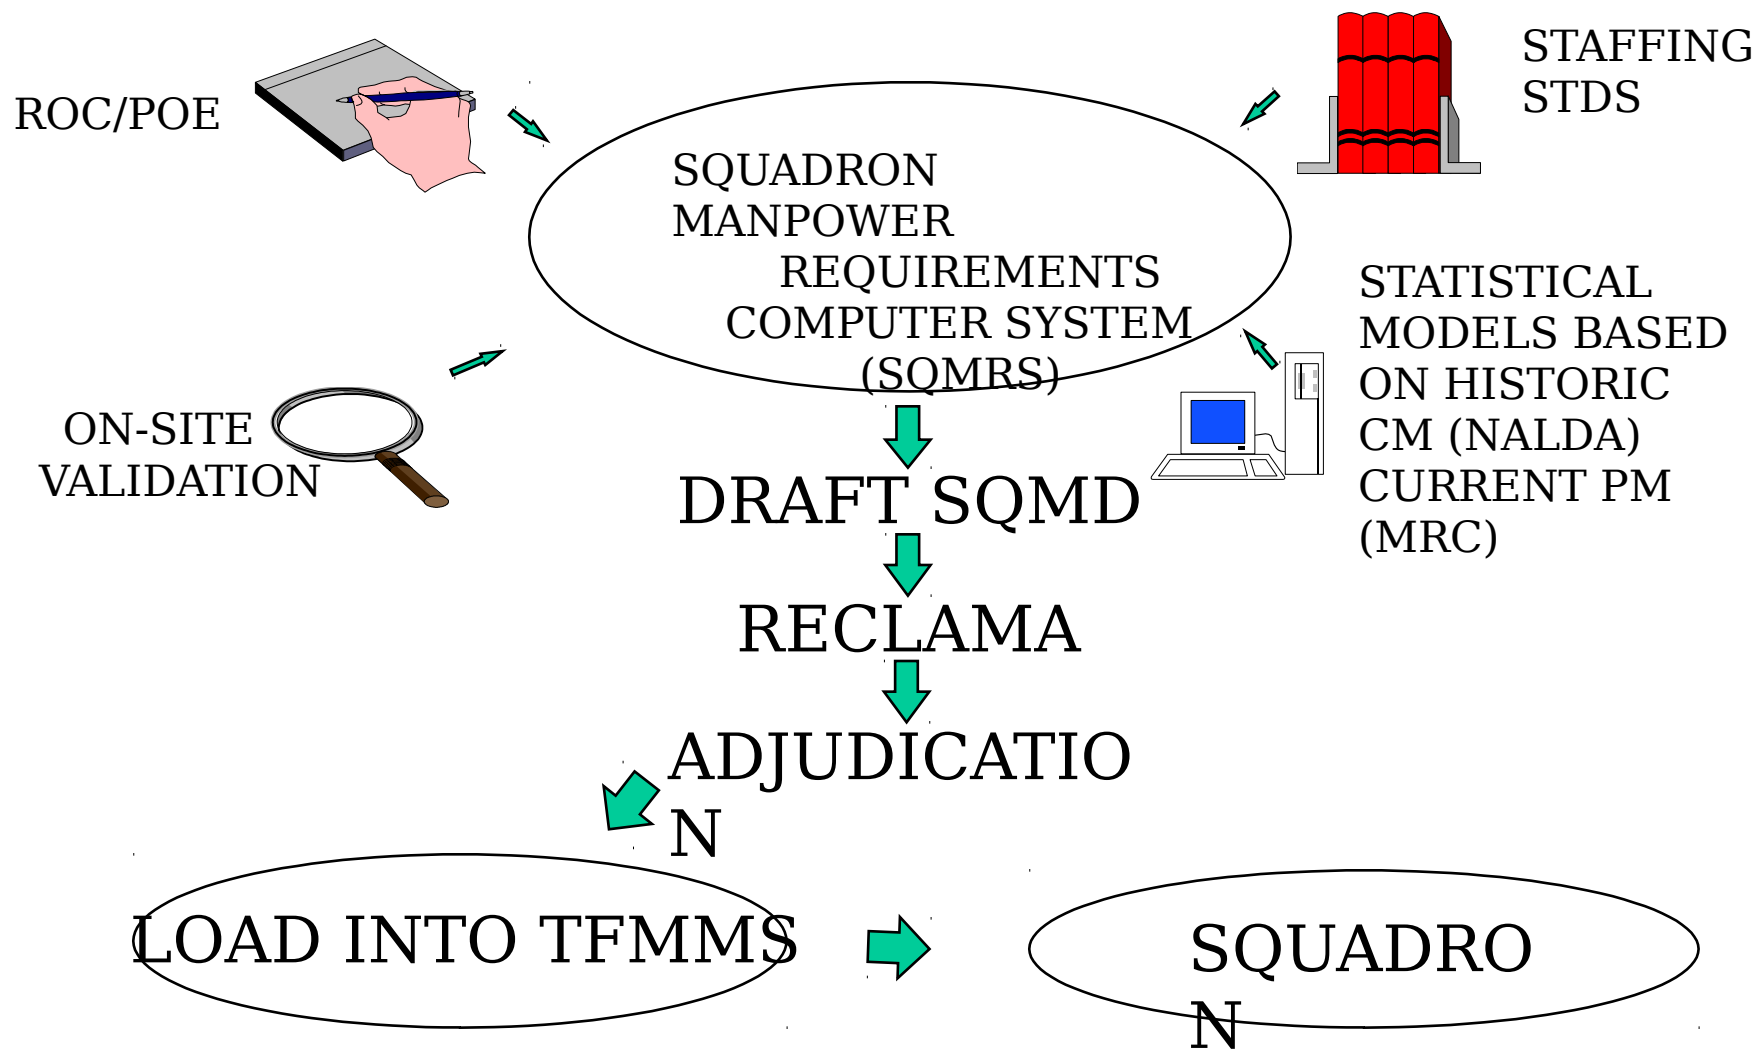 ROC/POE
STAFFING
STDS
SQUADRON
MANPOWER
REQUIREMENTS
COMPUTER SYSTEM
(SQMRS)
STATISTICAL
MODELS BASED
ON HISTORIC
CM (NALDA)
CURRENT PM
(MRC)
ON-SITE
VALIDATION
DRAFT SQMD
RECLAMA
ADJUDICATIO
N
LOAD INTO TFMMS
SQUADRO
N